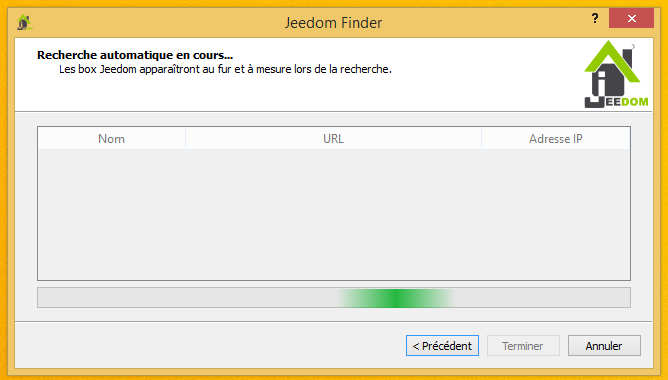 Jeedom Finder
?
Recherche automatique en cours...
Les box Jeedom apparaîtront au fur et à mesure lors de la recherche.
JEEDOM
Nom URL Adresse IP
< Précédent Terminer Annuler